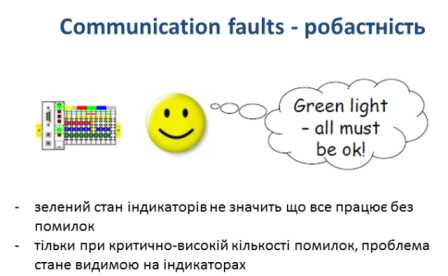 Communication faults - робастність
Green light
– all must
be ok!
- зелений стан індикаторів не значить що все працює без
помилок
- тільки при критично-високій кількості помилок, проблема
стане видимою на індикаторах